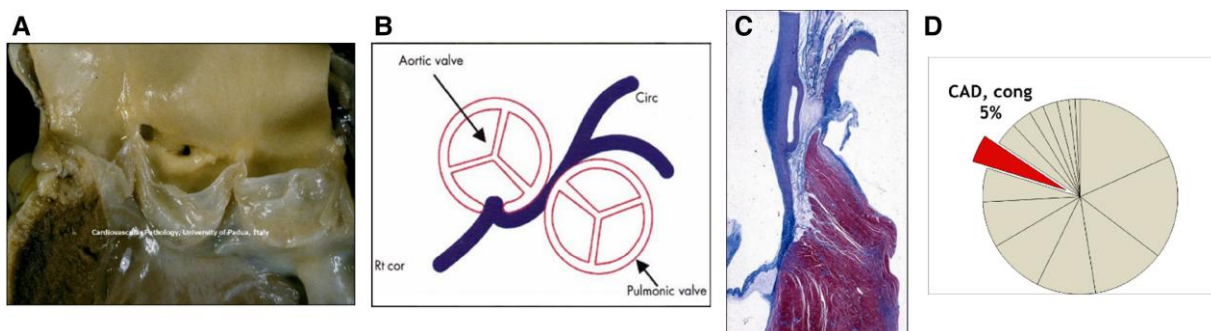 A
Cardiovascular Pathology, University of Padua, Italy
B
Aortic valve
Circ
Rt cor
Pulmonic valve
C
D
CAD, cong
5%